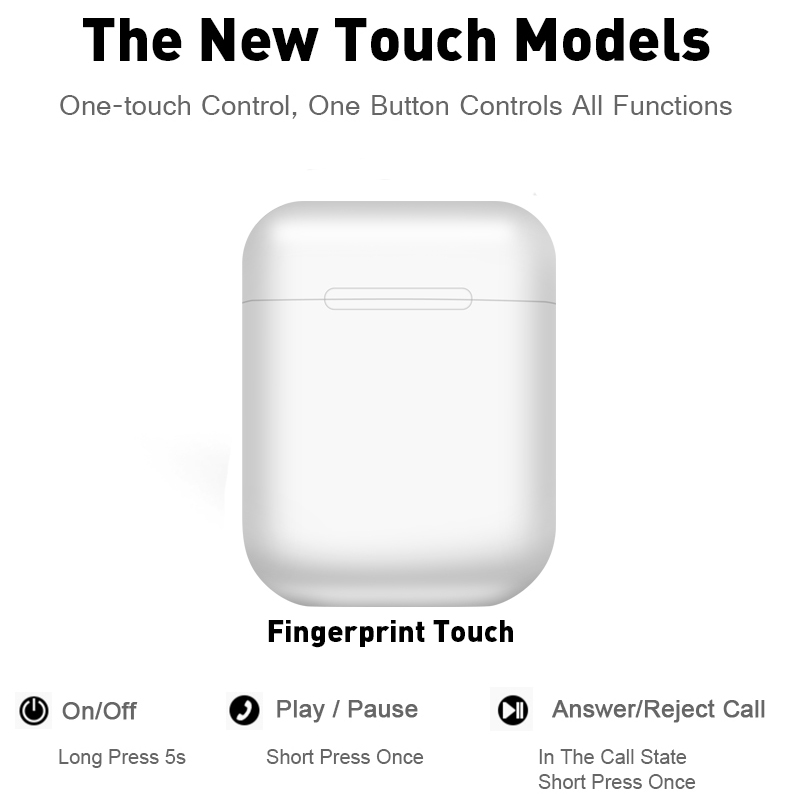 The New Touch Models
One-touch Control, One Button Controls All Functions
Fingerprint Touch
On/Off
Long Press 5s
Play / Pause
Short Press Once
Answer/Reject Call
In The Call State
Short Press Once